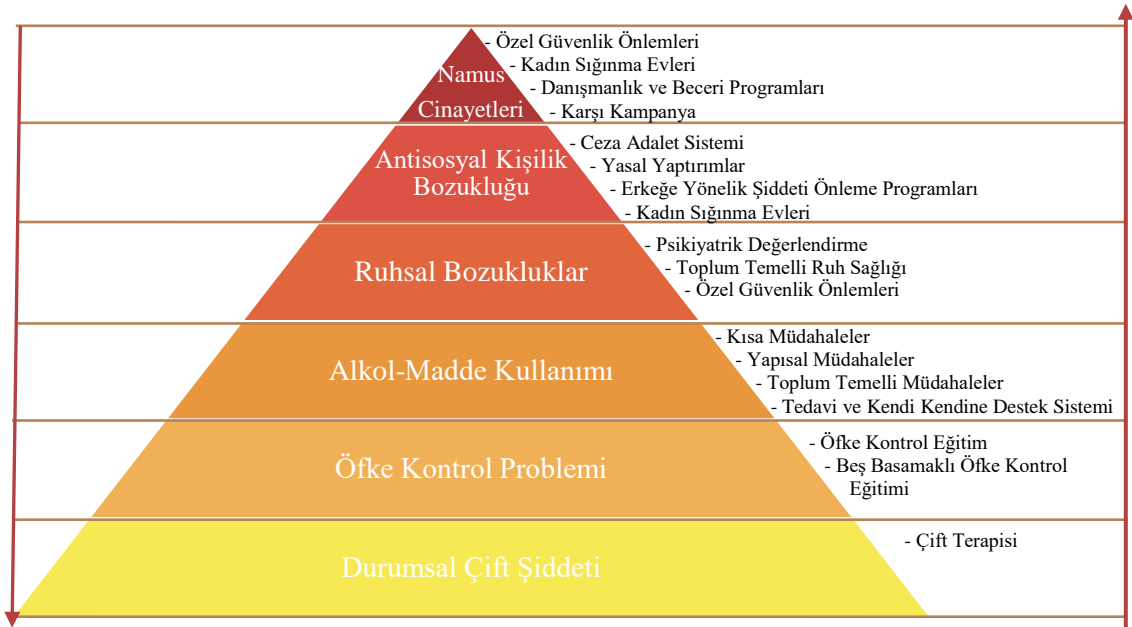 Namus
Cinayetleri
- Özel Güvenlik Önlemleri
- Kadın Sığınma Evleri
- Danışmanlık ve Beceri Programları
- Karşı Kampanya
Antisosyal Kişilik
Bozukluğu
- Ceza Adalet Sistemi
- Yasal Yaptırımlar
- Erkeğe Yönelik Şiddeti Önleme Programları
- Kadın Sığınma Evleri
Ruhsal Bozukluklar
- Psikiyatrik Değerlendirme
- Toplum Temelli Ruh Sağlığı
- Özel Güvenlik Önlemleri
Alkol-Madde Kullanımı
- Kısa Müdahaleler
- Yapısal Müdahaleler
- Toplum Temelli Müdahaleler
- Tedavi ve Kendi Kendine Destek Sistemi
Öfke Kontrol Problemi
- Öfke Kontrol Eğitim
- Beş Basamaklı Öfke Kontrol
Eğitimi
Durumsal Çift Şiddeti
- Çift Terapisi